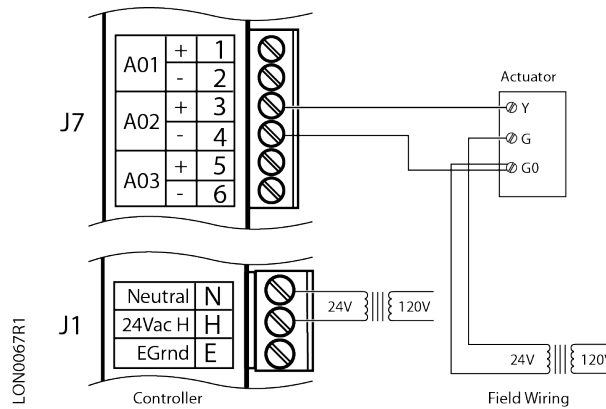 A01 + 1
- 2
A02 + 3
- 4
A03 + 5
- 6
J7
Actuator
Y
G
G0
J1
Neutral N
24Vac H H
EGrnd E
24V 120V
24V 120V
LON0067R1
Controller
Field Wiring